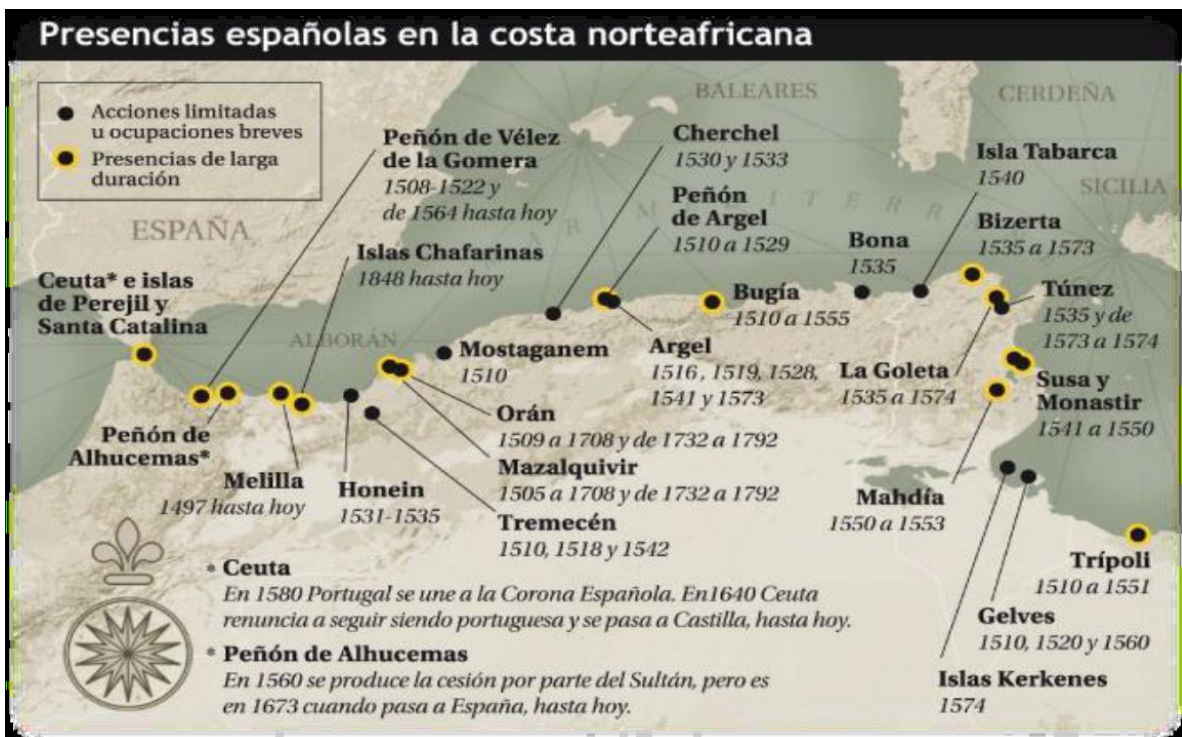 Presencias españolas en la costa norteafricana
Acciones limitadas
u ocupaciones breves
Presencias de larga
duración
ESPAÑA
BALEARES
CERDEÑA
SICILIA
ALBORÁN
A R M I T E R R
Peñón de Vélez
de la Gomera
1508-1522 y
de 1564 hasta hoy
Islas Chafarinas
1848 hasta hoy
Cherchel
1530 y 1533
Peñón
de Argel
1510 a 1529
Isla Tabarca
1540
Bona
1535
Bizerta
1535 a 1573
Ceuta* e islas
de Perejil y
Santa Catalina
Bugía
1510 a 1555
Túnez
1535 y de
1573 a 1574
Mostaganem
1510
Argel
1516, 1519, 1528,
1541 y 1573
La Goleta
1535 a 1574
Susa y
Monastir
1541 a 1550
Orán
1509 a 1708 y de 1732 a 1792
Peñón de
Alhucemas*
Melilla
1497 hasta hoy
Honein
1531-1535
Mazalquivir
1505 a 1708 y de 1732 a 1792
Tremecén
1510, 1518 y 1542
Mahdía
1550 a 1553
Trípoli
1510 a 1551
Gelves
1510, 1520 y 1560
Islas Kerkenes
1574
* Ceuta
En 1580 Portugal se une a la Corona Española. En1640 Ceuta
renuncia a seguir siendo portuguesa y se pasa a Castilla, hasta hoy.
* Peñón de Alhucemas
En 1560 se produce la cesión por parte del Sultán, pero es
en 1673 cuando pasa a España, hasta hoy.